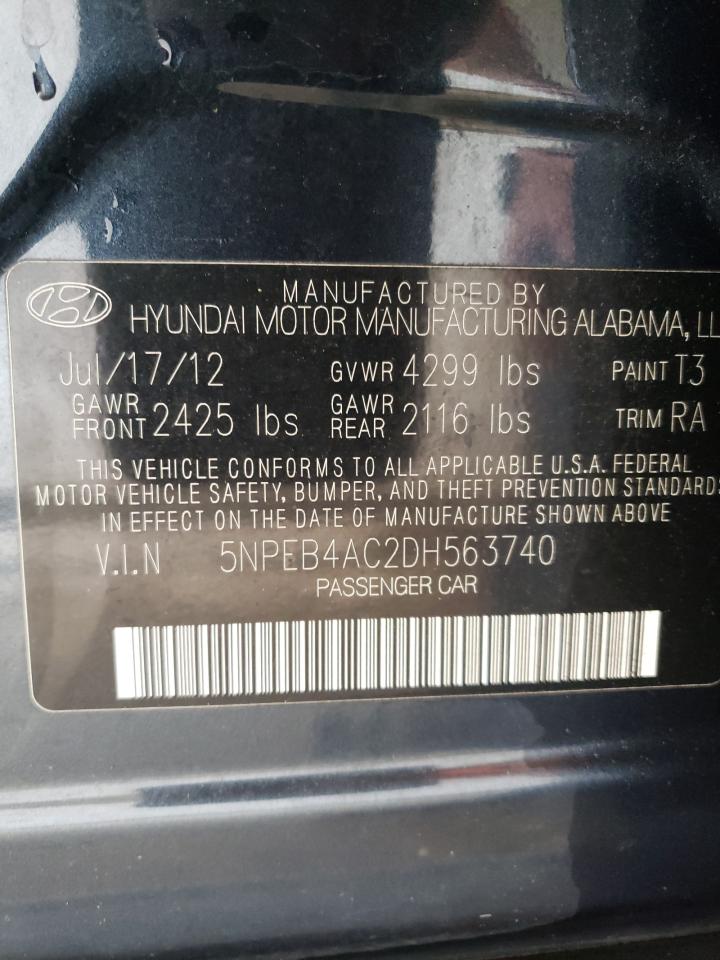 MANUFACTURED BY
HYUNDAI MOTOR MANUFACTURING ALABAMA, LL
Jul/17/12 GVWR 4299 lbs PAINT T3
GAWR FRONT 2425 lbs GAWR REAR 2116 lbs TRIM RA
THIS VEHICLE CONFORMS TO ALL APPLICABLE U.S.A. FEDERAL
MOTOR VEHICLE SAFETY, BUMPER, AND THEFT PREVENTION STANDARDS
IN EFFECT ON THE DATE OF MANUFACTURE SHOWN ABOVE
V.I.N 5NPEB4AC2DH563740
PASSENGER CAR